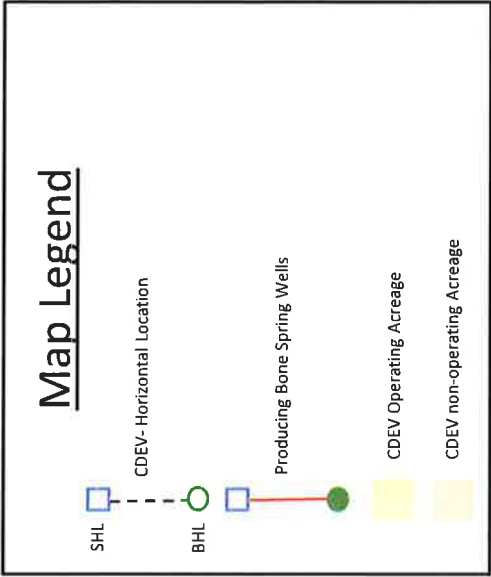 Map Legend
SHL
CDEV- Horizontal Location
BHL
Producing Bone Spring Wells
CDEV Operating Acreage
CDEV non-operating Acreage